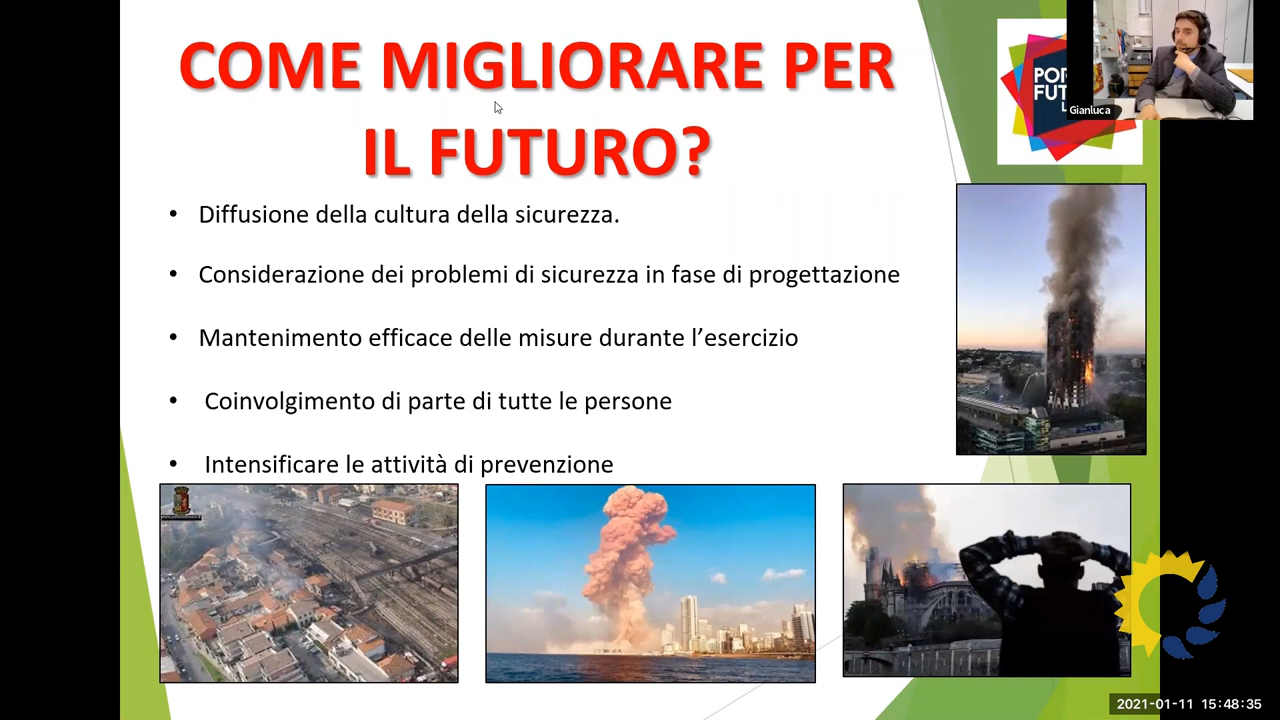 COME MIGLIORARE PER
IL FUTURO?
Gianluca
• Diffusione della cultura della sicurezza.
• Considerazione dei problemi di sicurezza in fase di progettazione
• Mantenimento efficace delle misure durante l’esercizio
• Coinvolgimento di parte di tutte le persone
• Intensificare le attività di prevenzione
2021-01-11 15:48:35